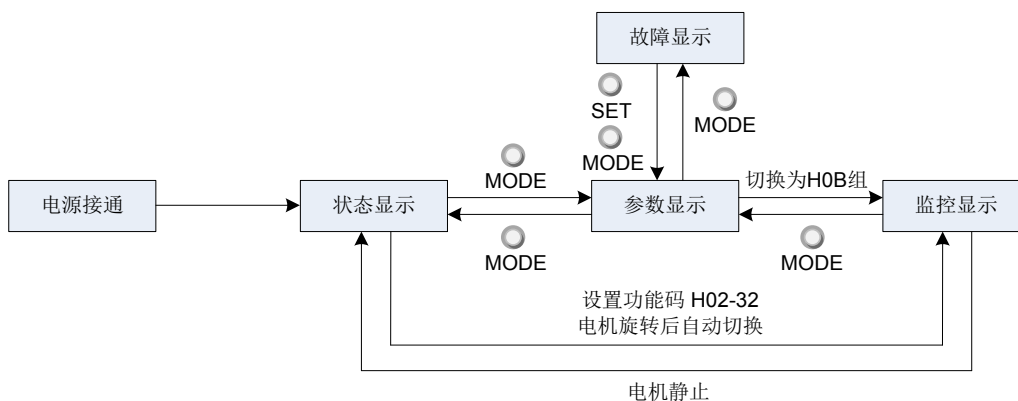 故障显示
SET
MODE
MODE
MODE
切换为H0B组
电源接通
状态显示
参数显示
监控显示
MODE
MODE
设置功能码 H02-32
电机旋转后自动切换
电机静止